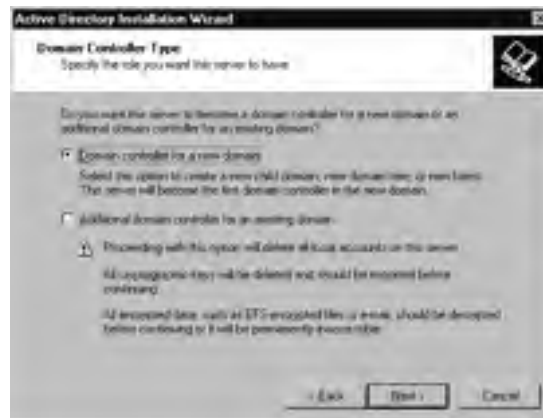 Active Directory Installation Wizard
Domain Controller Type
Specify the role you want this server to have
Do you want this server to become a domain controller for a new domain or an
additional domain controller for an existing domain?
Domain controller for a new domain
Select this option to create a new child domain, new domain tree, or new forest.
This server will become the first domain controller in the new domain.
Additional domain controller for an existing domain
Proceeding with this option will delete all local accounts on this server.
All cryptographic keys will be deleted and should be exported before
continuing.
All encrypted data, such as EFS-encrypted files or e-mail, should be decrypted
before continuing or it will be permanently inaccessible.
< Back
Next >
Cancel